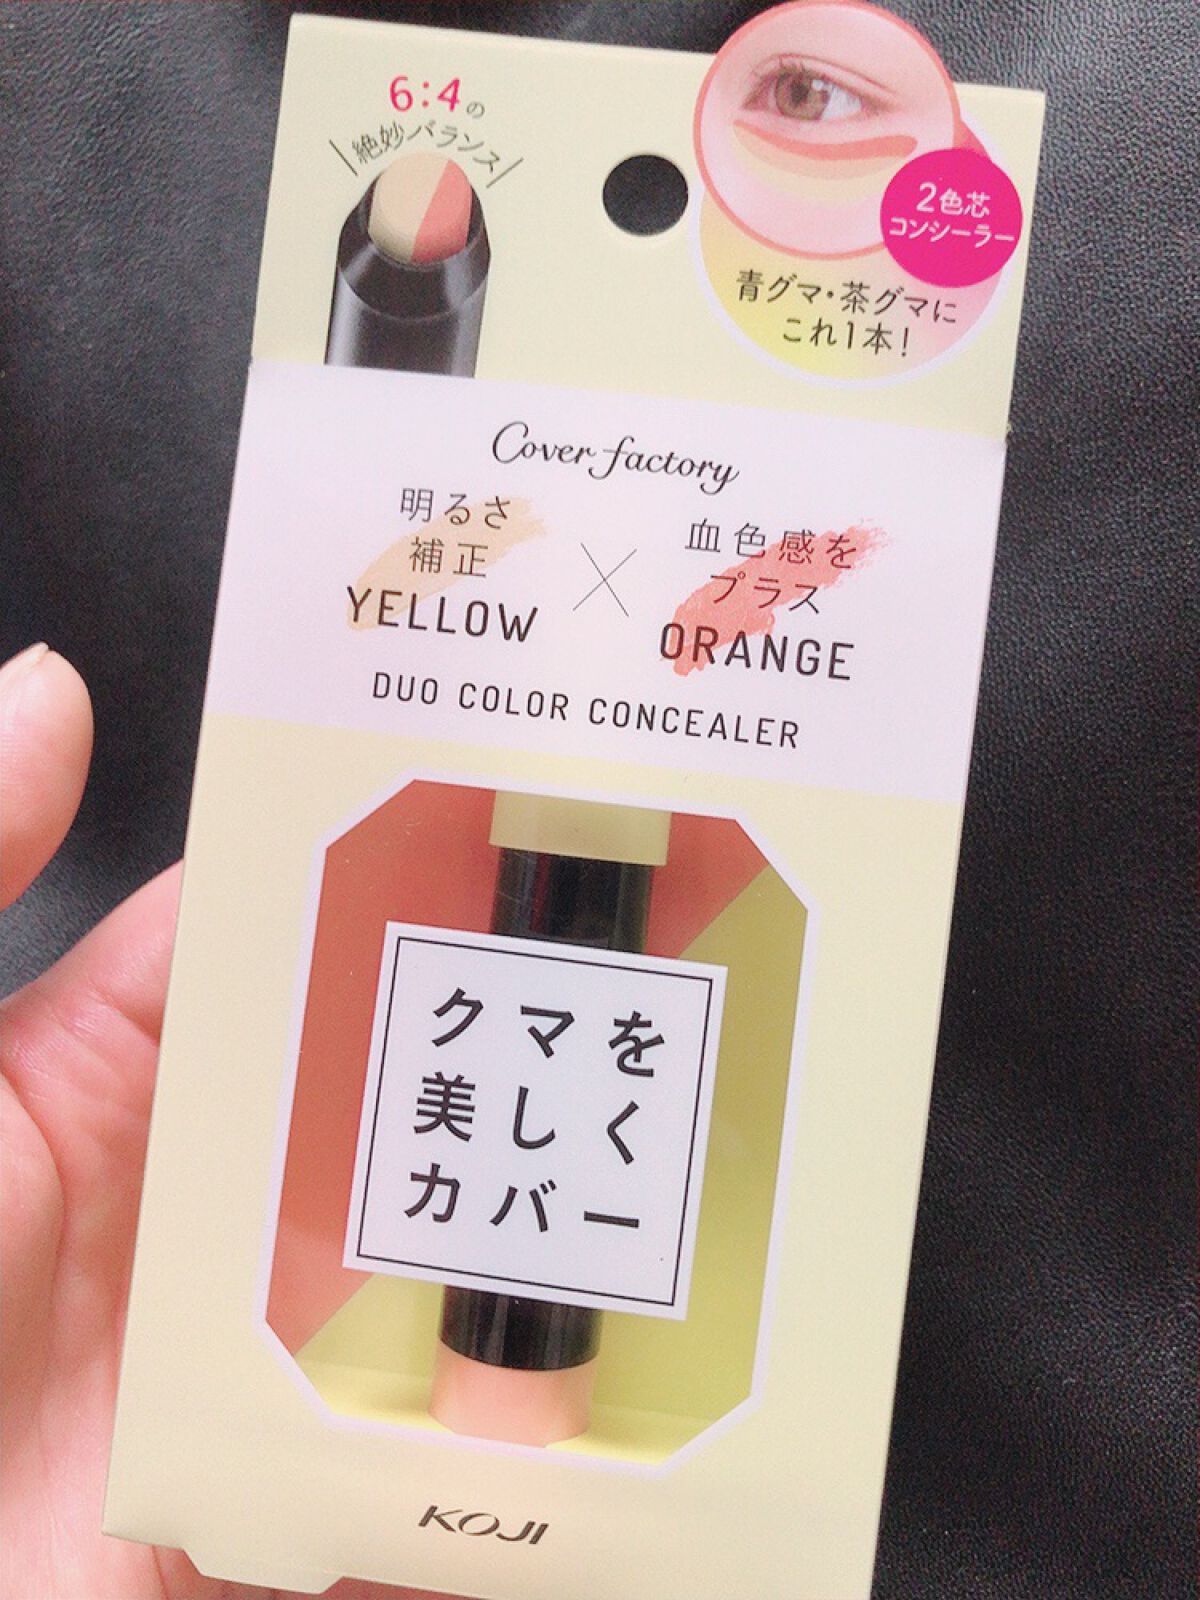 6:4の
絶妙バランス
2色芯
コンシーラー
青グマ・茶グマに
これ1本!
Cover factory
明るさ
補正
YELLOW
×
血色感を
プラス
ORANGE
DUO COLOR CONCEALER
クマを
美しく
カバー
KOJI